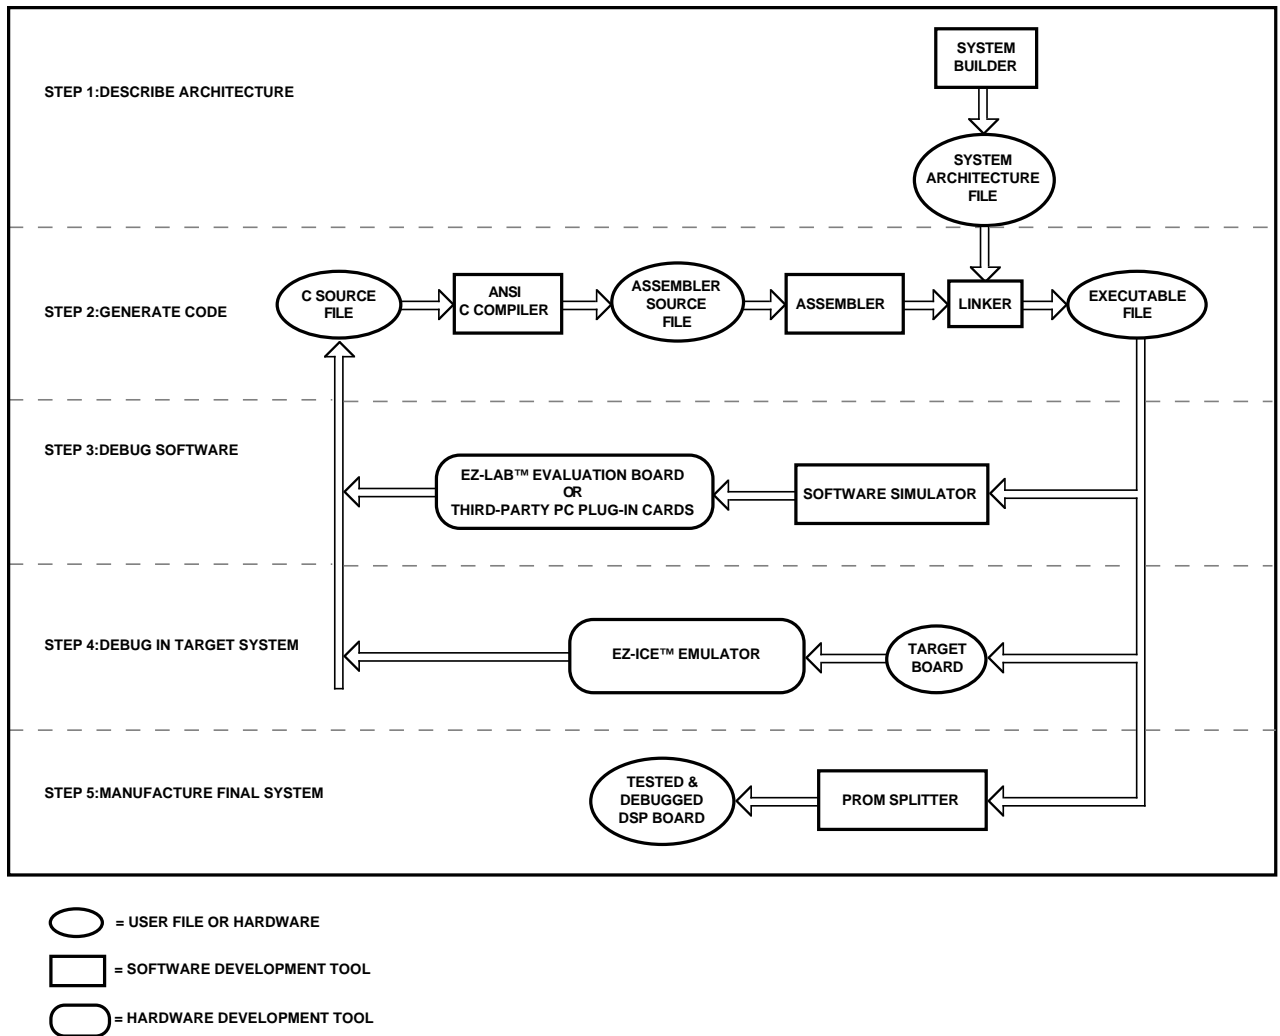 SYSTEM
BUILDER
STEP 1:DESCRIBE ARCHITECTURE
SYSTEM
ARCHITECTURE
FILE
STEP 2:GENERATE CODE
C SOURCE
FILE
ANSI
C COMPILER
ASSEMBLER
SOURCE
FILE
ASSEMBLER
LINKER
EXECUTABLE
FILE
STEP 3:DEBUG SOFTWARE
EZ-LAB™ EVALUATION BOARD
OR
THIRD-PARTY PC PLUG-IN CARDS
SOFTWARE SIMULATOR
STEP 4:DEBUG IN TARGET SYSTEM
EZ-ICE™ EMULATOR
TARGET
BOARD
STEP 5:MANUFACTURE FINAL SYSTEM
TESTED &
DEBUGGED
DSP BOARD
PROM SPLITTER
= USER FILE OR HARDWARE
= SOFTWARE DEVELOPMENT TOOL
= HARDWARE DEVELOPMENT TOOL